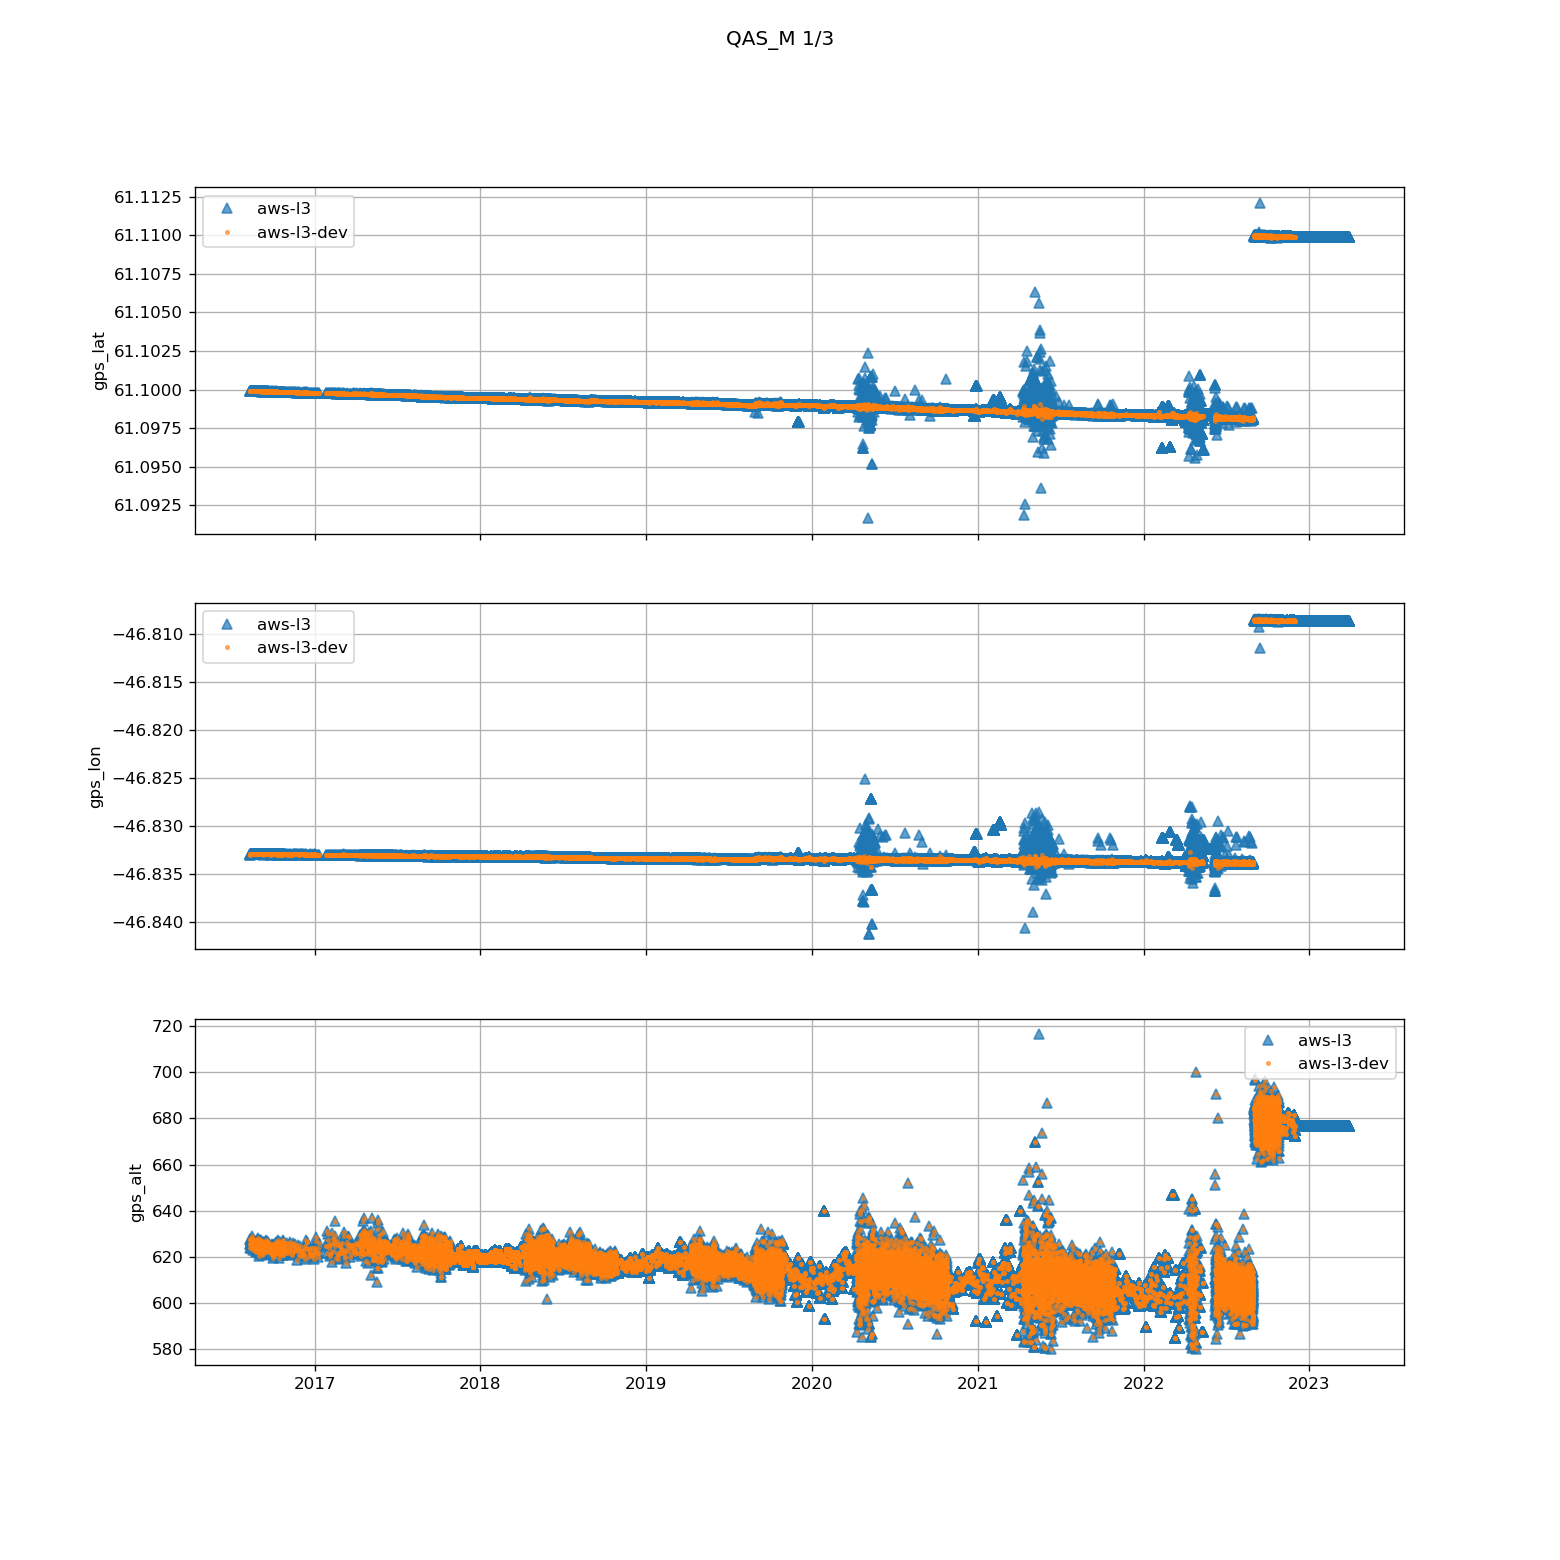 QAS_M 1/3
61.1125
61.1100
61.1075
61.1050
61.1025
61.1000
61.0975
61.0950
61.0925
gps_lat
aws-l3
aws-l3-dev
−46.810
−46.815
−46.820
−46.825
−46.830
−46.835
−46.840
gps_lon
aws-l3
aws-l3-dev
720
700
680
660
640
620
600
580
gps_alt
aws-l3
aws-l3-dev
2017 2018 2019 2020 2021 2022 2023